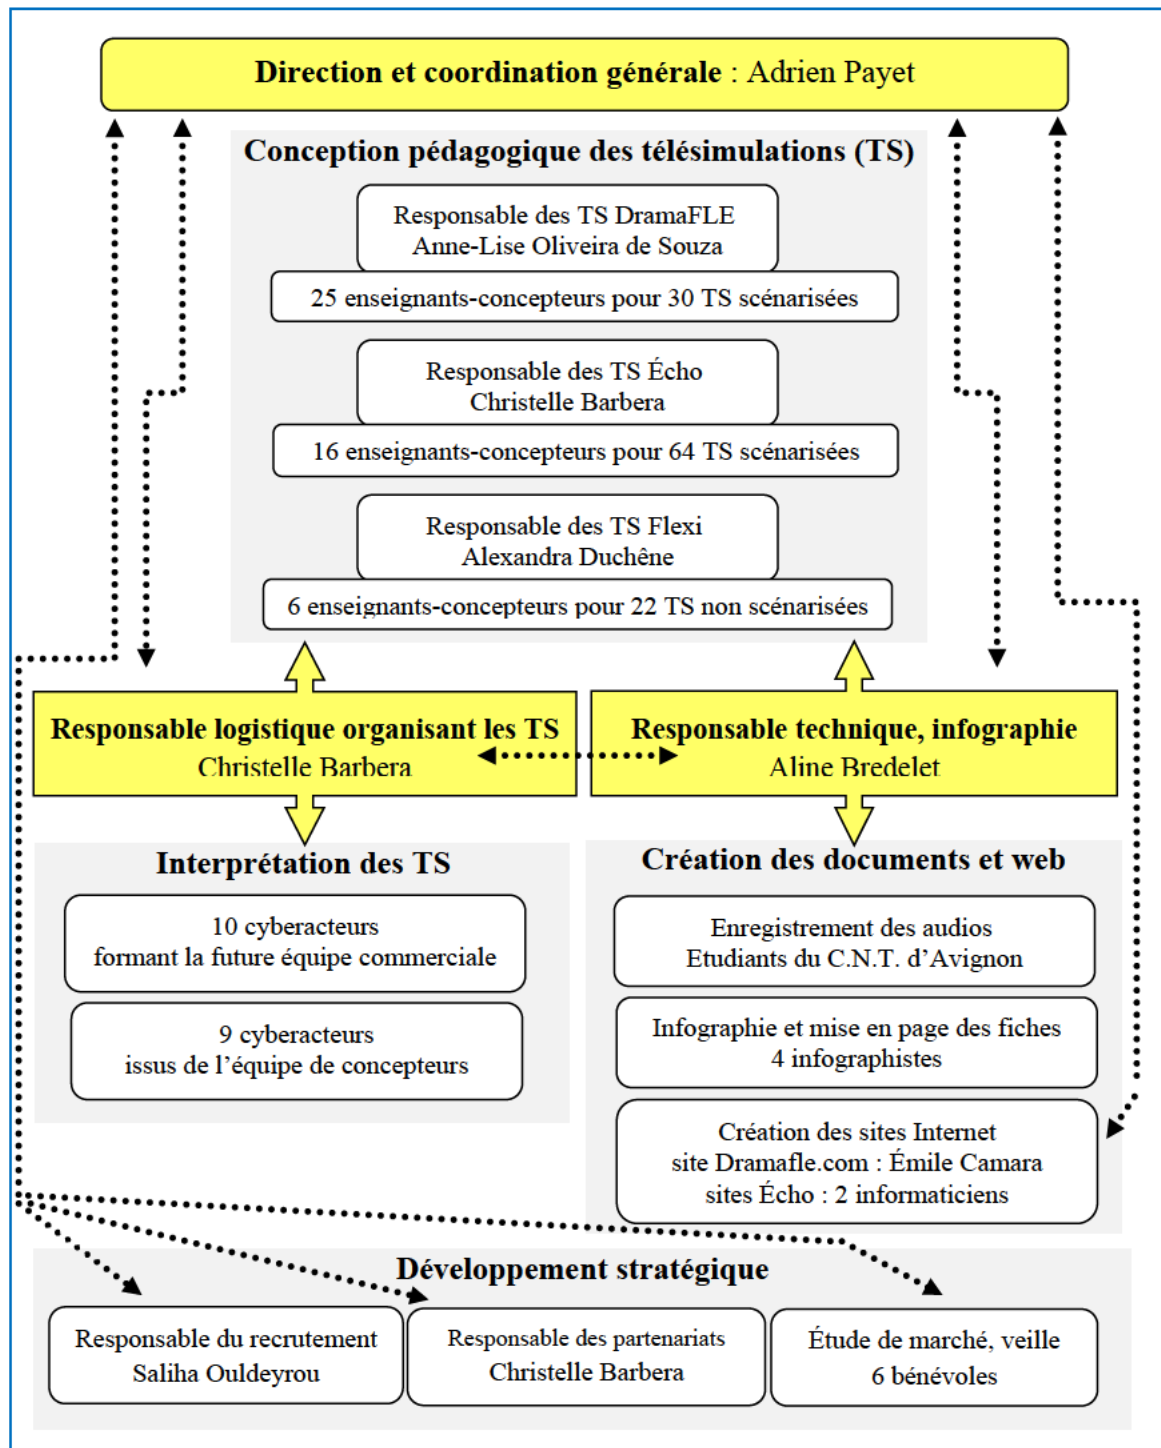 Direction et coordination générale : Adrien Payet
Conception pédagogique des télésimulations (TS)
Responsable des TS DramaFLE
Anne-Lise Oliveira de Souza
25 enseignants-concepteurs pour 30 TS scénarisées
Responsable des TS Écho
Christelle Barbera
16 enseignants-concepteurs pour 64 TS scénarisées
Responsable des TS Flexi
Alexandra Duchêne
6 enseignants-concepteurs pour 22 TS non scénarisées
Responsable logistique organisant les TS
Christelle Barbera
Responsable technique, infographie
Aline Bredelet
Interprétation des TS
10 cyberacteurs
formant la future équipe commerciale
9 cyberacteurs
issus de l’équipe de concepteurs
Création des documents et web
Enregistrement des audios
Etudiants du C.N.T. d’Avignon
Infographie et mise en page des fiches
4 infographistes
Création des sites Internet
site Dramafle.com : Émile Camara
sites Écho : 2 informaticiens
Développement stratégique
Responsable du recrutement
Saliha Ouldeyrou
Responsable des partenariats
Christelle Barbera
Étude de marché, veille
6 bénévoles